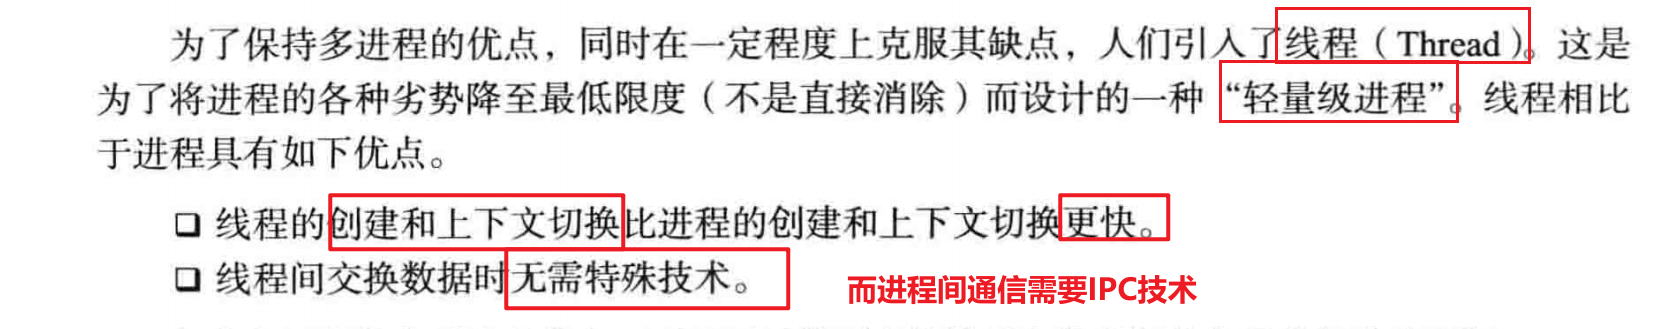 为了保持多进程的优点，同时在一定程度上克服其缺点，人们引入了线程（Thread）。这是
为了将进程的各种劣势降至最低限度（不是直接消除）而设计的一种“轻量级进程”。线程相比
于进程具有如下优点。
❑ 线程的创建和上下文切换比进程的创建和上下文切换更快。
❑ 线程间交换数据时无需特殊技术。
而进程间通信需要IPC技术